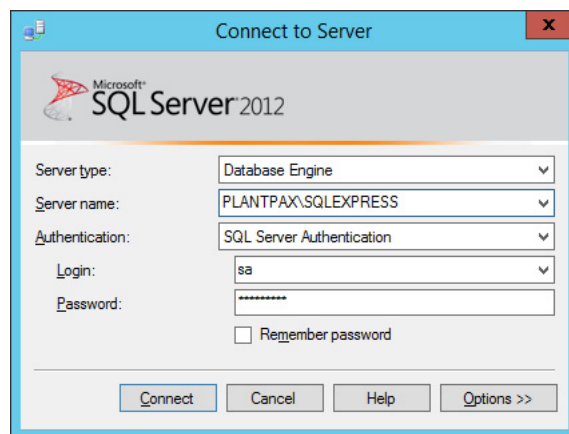 Connect to Server
x
Microsoft®
SQL Server® 2012
Server type: Database Engine
Server name: PLANTPAX\SQLEXPRESS
Authentication: SQL Server Authentication
Login: sa
Password: *********
Remember password
Connect Cancel Help Options >>